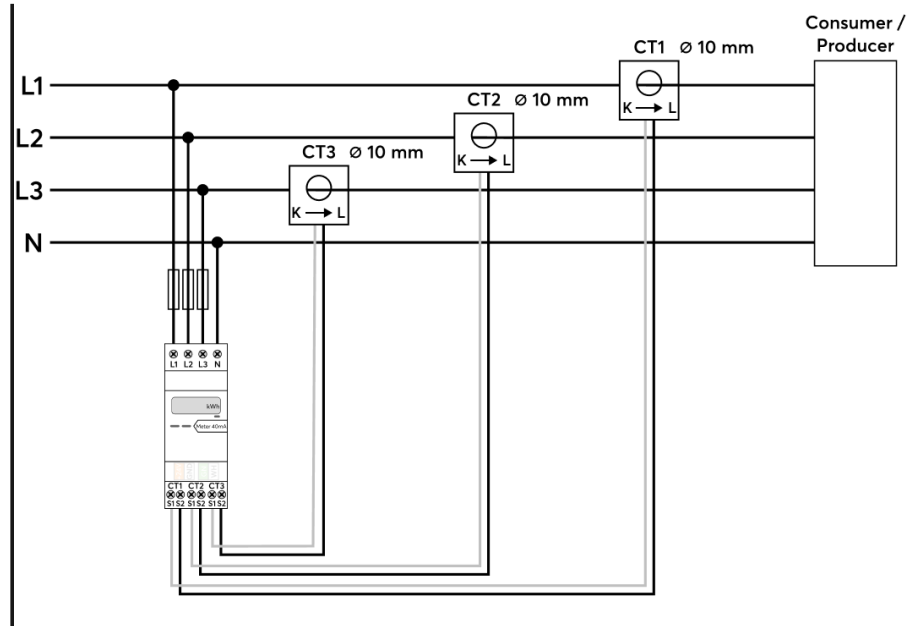 Consumer /
Producer
CT1 Ø 10 mm
L1
K L
CT2 Ø 10 mm
L2
K L
CT3 Ø 10 mm
L3
K L
N
L1 L2 L3 N
kWh
Meter 40mA
CT1 CT2 CT3
S1 S2 S1 S2 S1 S2